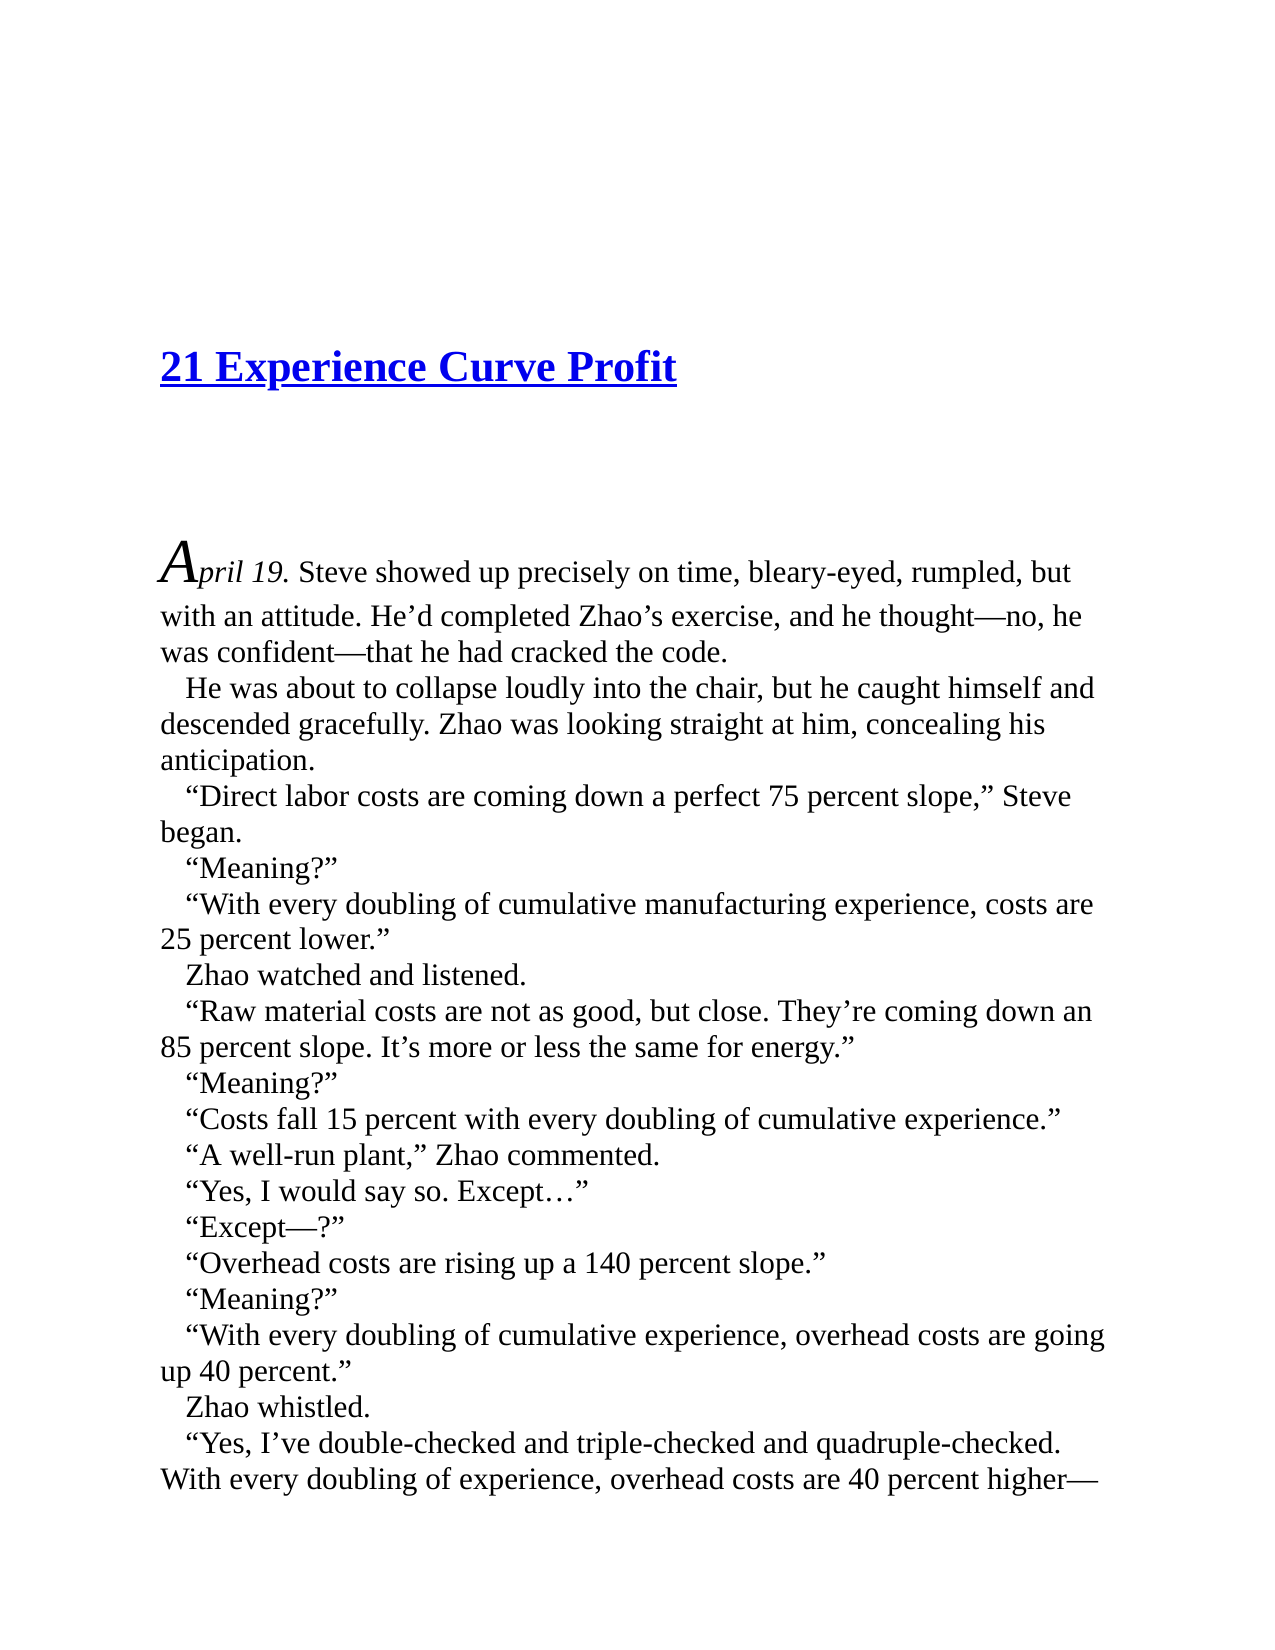 21 Experience Curve Profit
April 19. Steve showed up precisely on time, bleary-eyed, rumpled, but
with an attitude. He’d completed Zhao’s exercise, and he thought—no, he
was confident—that he had cracked the code.
He was about to collapse loudly into the chair, but he caught himself and
descended gracefully. Zhao was looking straight at him, concealing his
anticipation.
“Direct labor costs are coming down a perfect 75 percent slope,” Steve
began.
“Meaning?”
“With every doubling of cumulative manufacturing experience, costs are
25 percent lower.”
Zhao watched and listened.
“Raw material costs are not as good, but close. They’re coming down an
85 percent slope. It’s more or less the same for energy.”
“Meaning?”
“Costs fall 15 percent with every doubling of cumulative experience.”
“A well-run plant,” Zhao commented.
“Yes, I would say so. Except…”
“Except—?”
“Overhead costs are rising up a 140 percent slope.”
“Meaning?”
“With every doubling of cumulative experience, overhead costs are going
up 40 percent.”
Zhao whistled.
“Yes, I’ve double-checked and triple-checked and quadruple-checked.
With every doubling of experience, overhead costs are 40 percent higher—